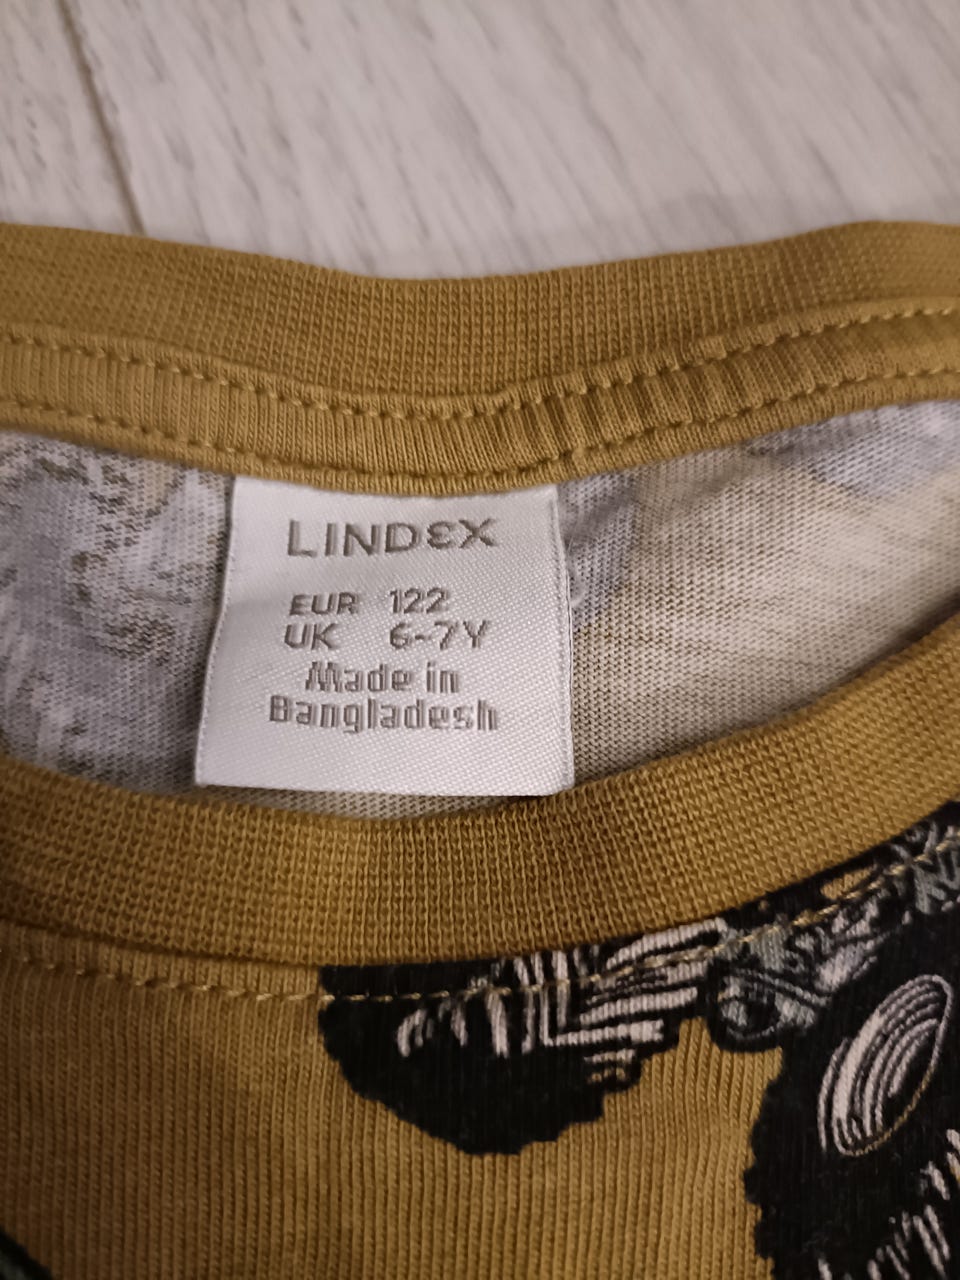 LINDEX
EUR 122
UK 6-7Y
Made in
Bangladesh